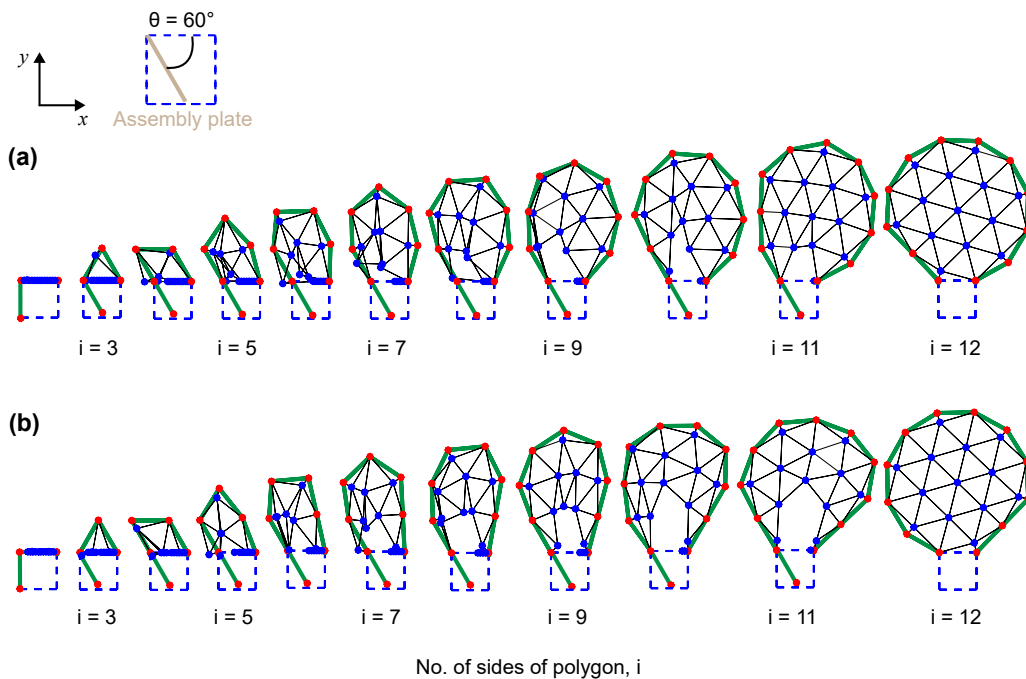 θ = 60°
y
x
Assembly plate
(a)
i = 3
i = 5
i = 7
i = 9
i = 11
i = 12
(b)
i = 3
i = 5
i = 7
i = 9
i = 11
i = 12
No. of sides of polygon, i